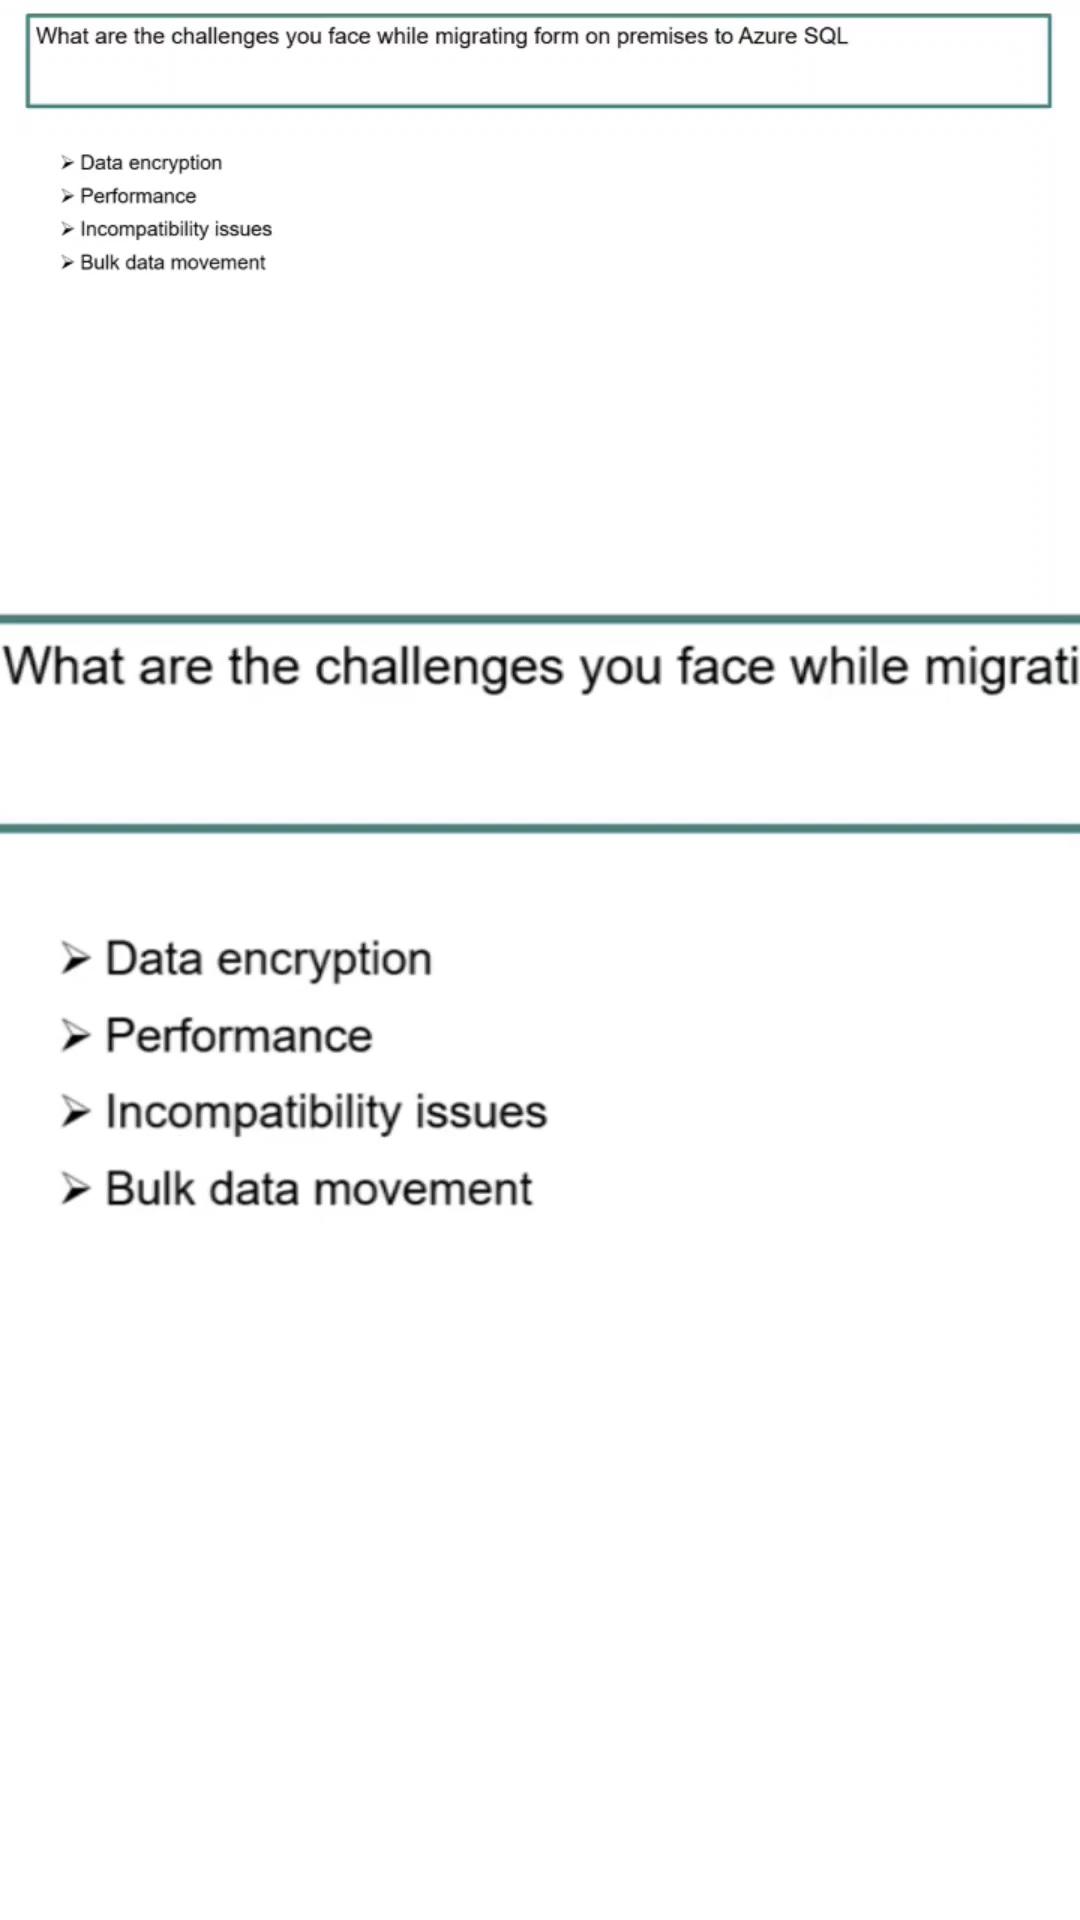 What are the challenges you face while migrating form on premises to Azure SQL
➢ Data encryption
➢ Performance
➢ Incompatibility issues
➢ Bulk data movement
What are the challenges you face while migrati
➢ Data encryption
➢ Performance
➢ Incompatibility issues
➢ Bulk data movement